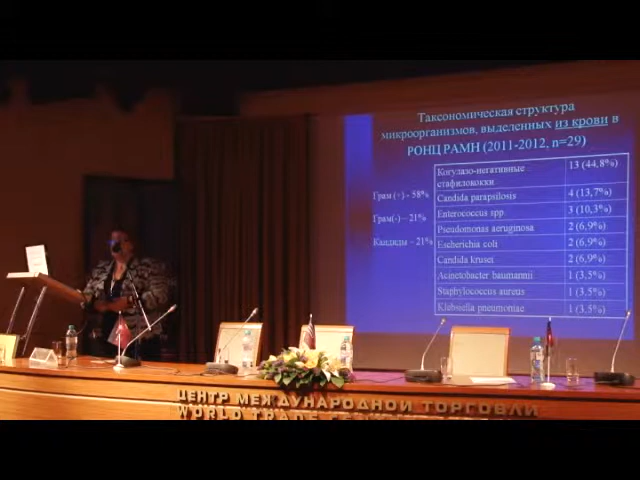 Таксономическая структура
микроорганизмов, выделенных из крови в
РОНЦ РАМН (2011-2012, n=29)
Грам (+) - 58%
Грам(-) – 21%
Кандиды – 21%
Коагулазо-негативные стафилококки 13 (44,8%)
Candida parapsilosis 4 (13,7%)
Enterococcus spp. 3 (10,3%)
Pseudomonas aeruginosa 2 (6,9%)
Escherichia coli 2 (6,9%)
Candida krusei 2 (6,9%)
Acinetobacter baumannii 1 (3,5%)
Staphylococcus aureus 1 (3,5%)
Klebsiella pneumoniae 1 (3,5%)
ЦЕНТР МЕЖДУНАРОДНОЙ ТОРГОВЛИ
WORLD TRADE